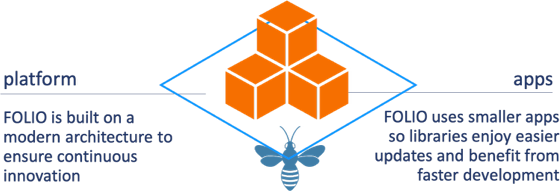 platform
FOLIO is built on a
modern architecture to
ensure continuous
innovation
apps
FOLIO uses smaller apps
so libraries enjoy easier
updates and benefit from
faster development